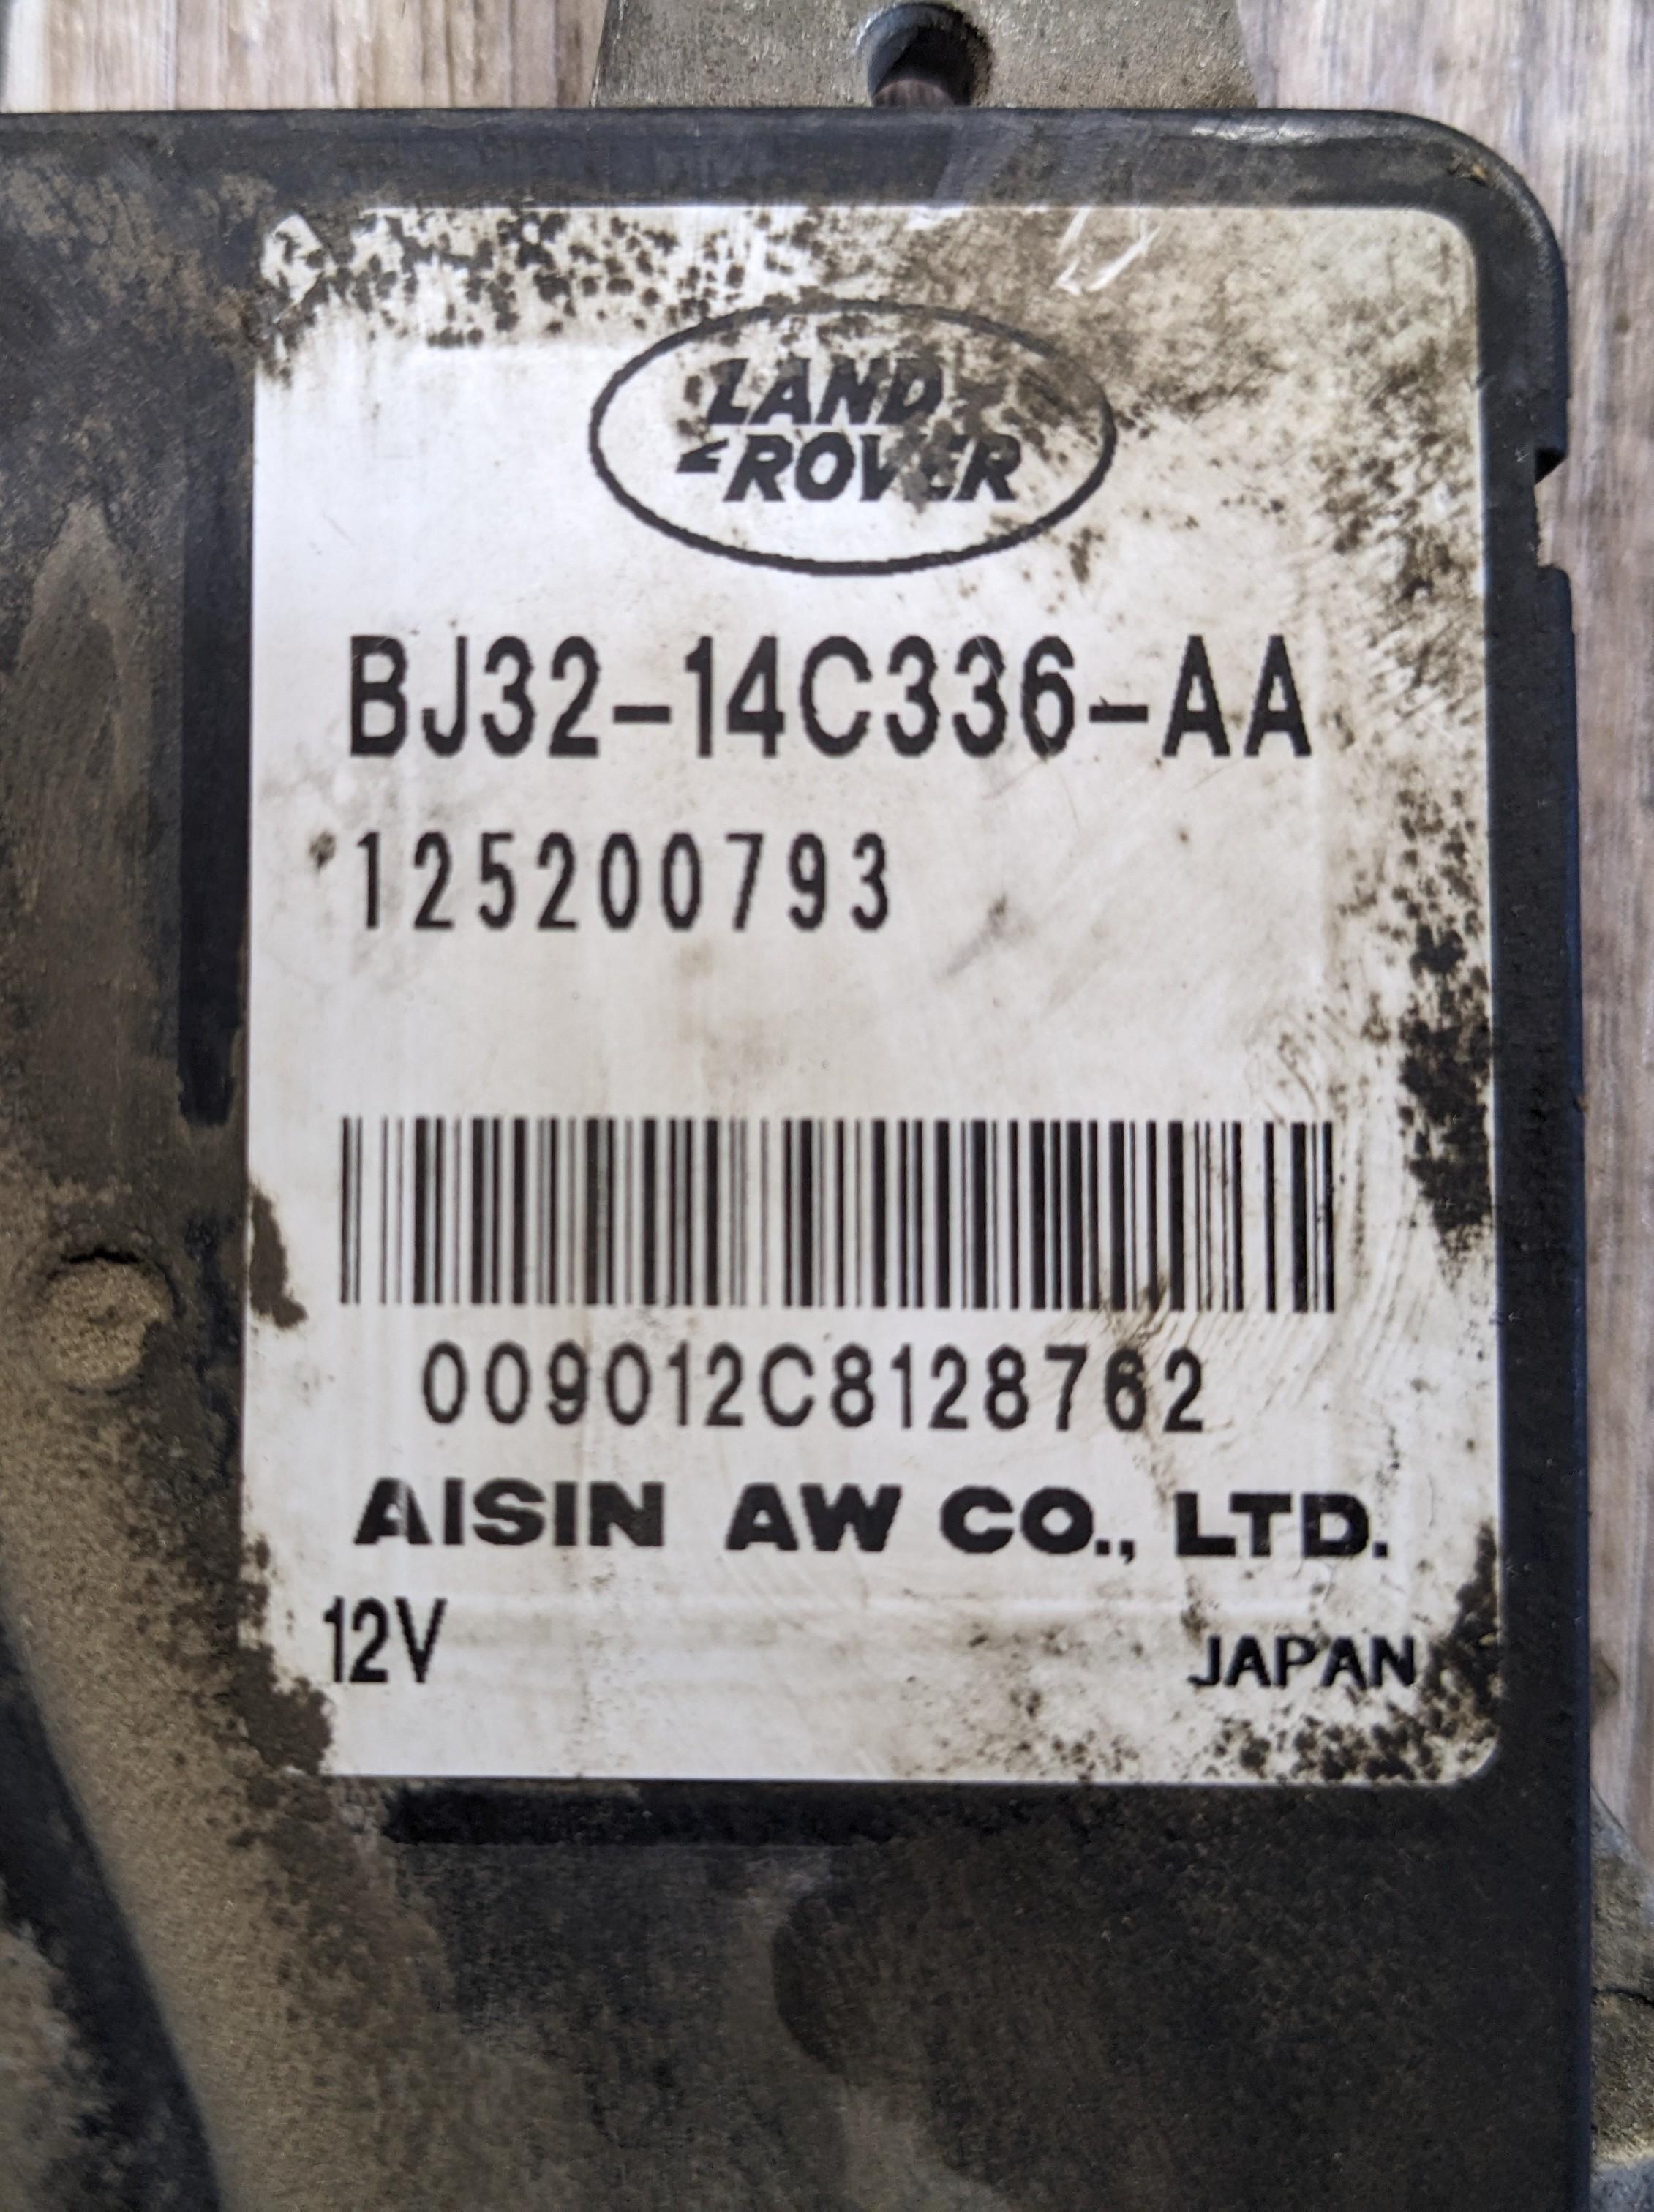 LAND
ROVER
BJ32-14C336-AA
125200793
009012C8128762
AISIN AW CO., LTD.
12V JAPAN